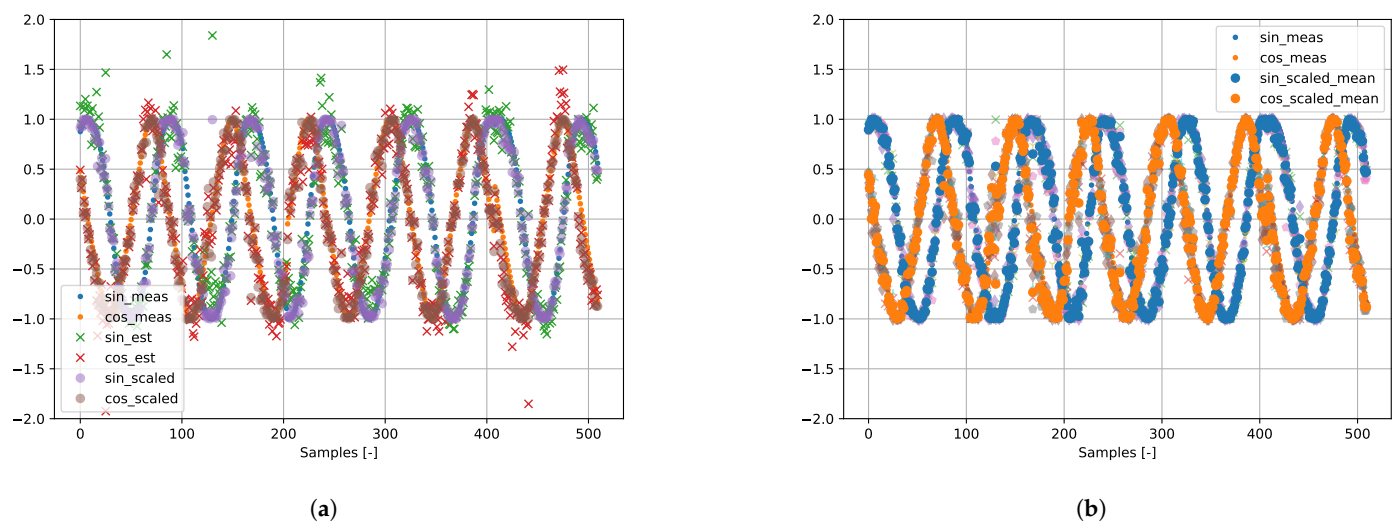 2.0
1.5
1.0
0.5
0.0
−0.5
−1.0
−1.5
−2.0
0 100 200 300 400 500
Samples [-]
sin_meas
cos_meas
sin_est
cos_est
sin_scaled
cos_scaled
(a)
2.0
1.5
1.0
0.5
0.0
−0.5
−1.0
−1.5
−2.0
0 100 200 300 400 500
Samples [-]
sin_meas
cos_meas
sin_scaled_mean
cos_scaled_mean
(b)